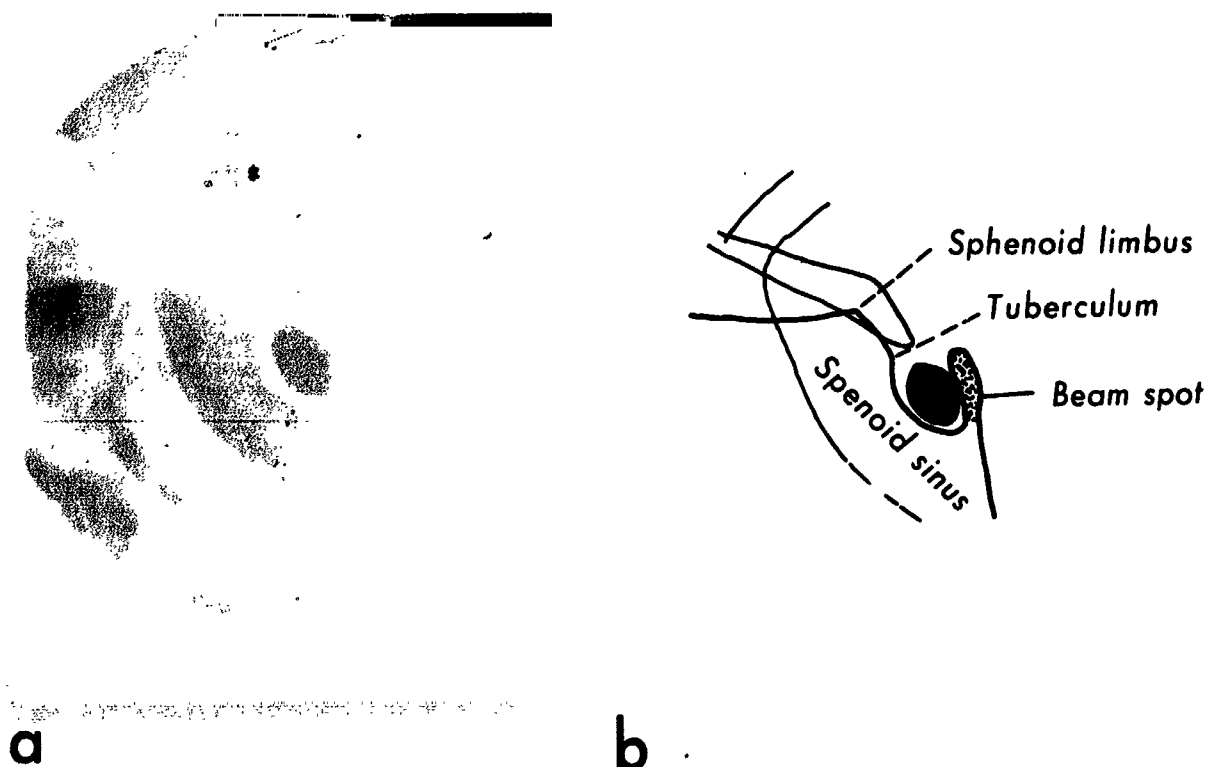 Sphenoid limbus
Tuberculum
Beam spot
Spenoid sinus
a
b